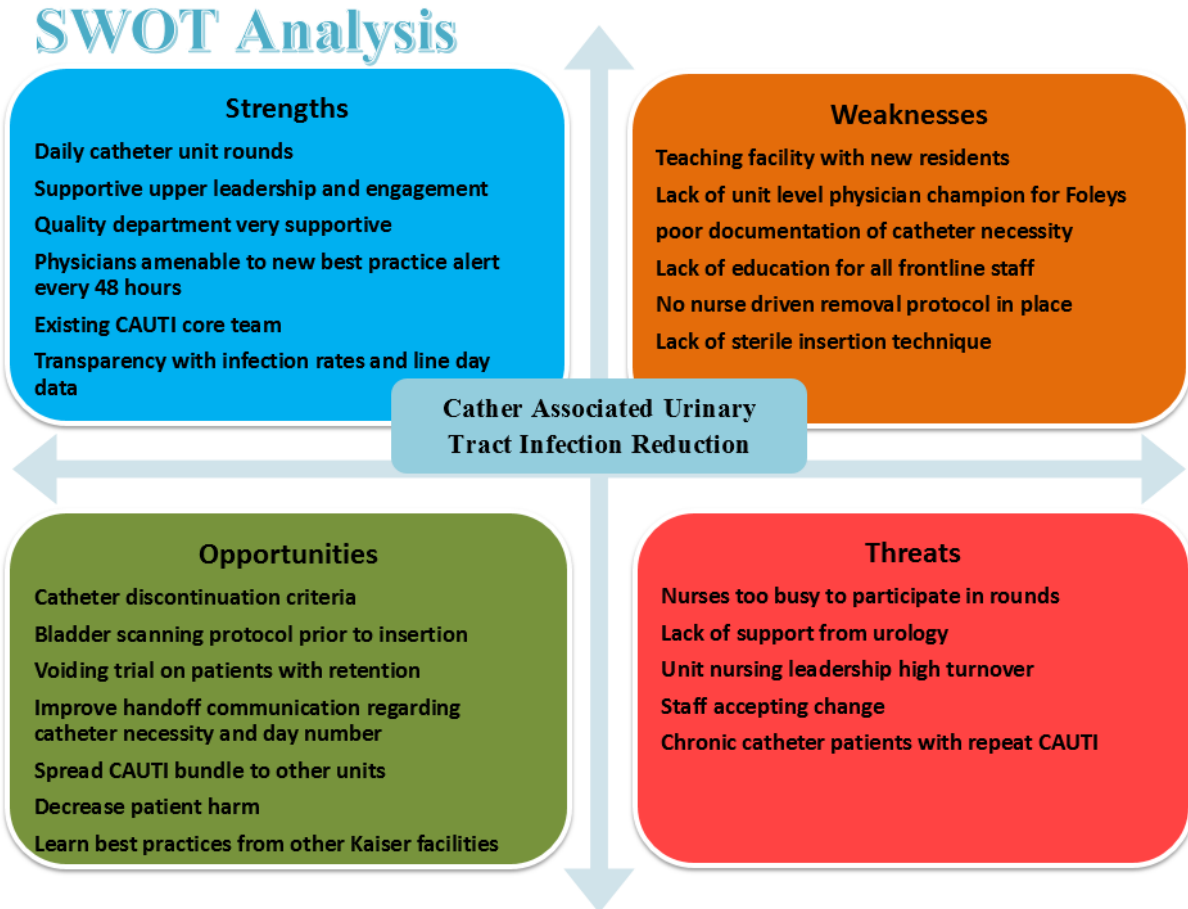 SWOT Analysis
Strengths
Daily catheter unit rounds
Supportive upper leadership and engagement
Quality department very supportive
Physicians amenable to new best practice alert
every 48 hours
Existing CAUTI core team
Transparency with infection rates and line day
data
Weaknesses
Teaching facility with new residents
Lack of unit level physician champion for Foleys
poor documentation of catheter necessity
Lack of education for all frontline staff
No nurse driven removal protocol in place
Lack of sterile insertion technique
Cather Associated Urinary
Tract Infection Reduction
Opportunities
Catheter discontinuation criteria
Bladder scanning protocol prior to insertion
Voiding trial on patients with retention
Improve handoff communication regarding
catheter necessity and day number
Spread CAUTI bundle to other units
Decrease patient harm
Learn best practices from other Kaiser facilities
Threats
Nurses too busy to participate in rounds
Lack of support from urology
Unit nursing leadership high turnover
Staff accepting change
Chronic catheter patients with repeat CAUTI